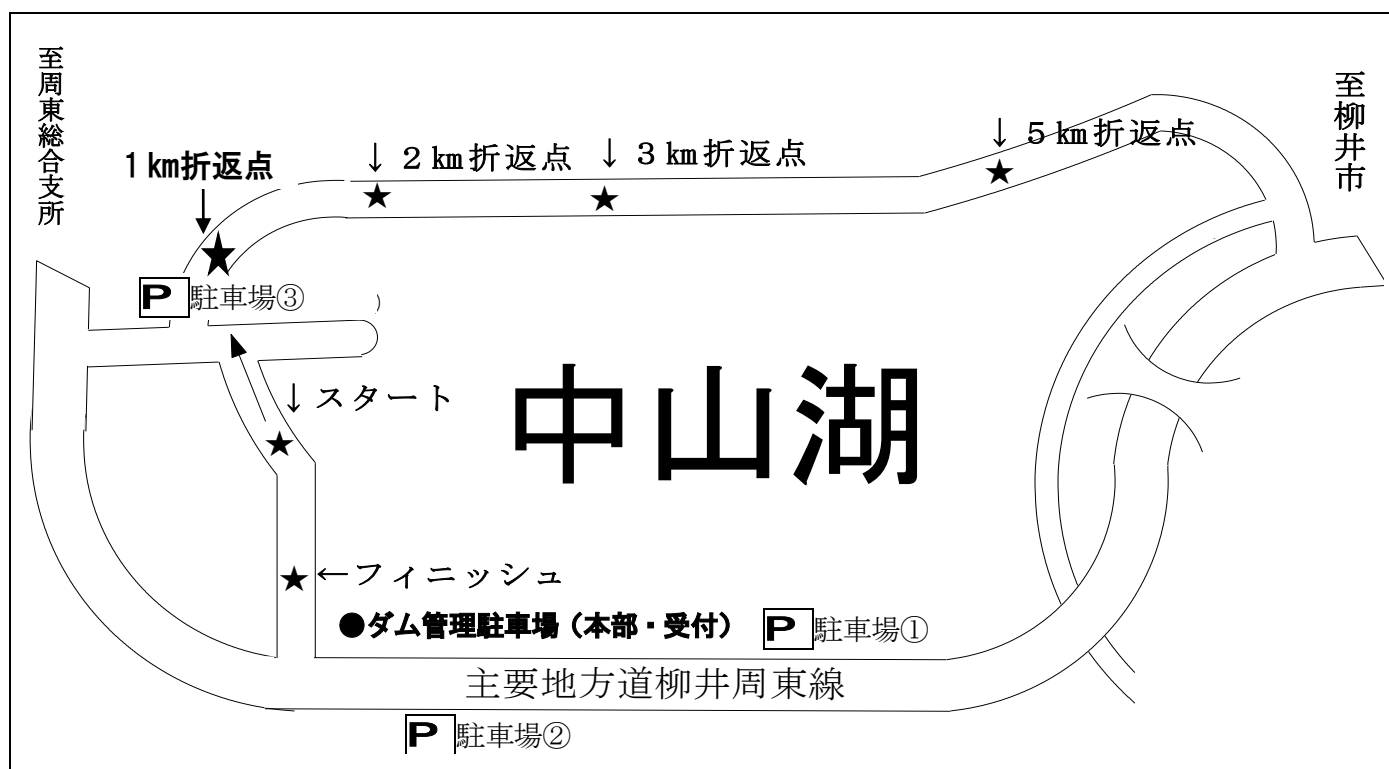 至周東総合支所
至柳井市
↓５㎞折返点
↓２㎞折返点
↓３㎞折返点
1㎞折返点
P 駐車場③
↓スタート
中山湖
←フィニッシュ
●ダム管理駐車場（本部・受付）
P 駐車場①
主要地方道柳井周東線
P 駐車場②